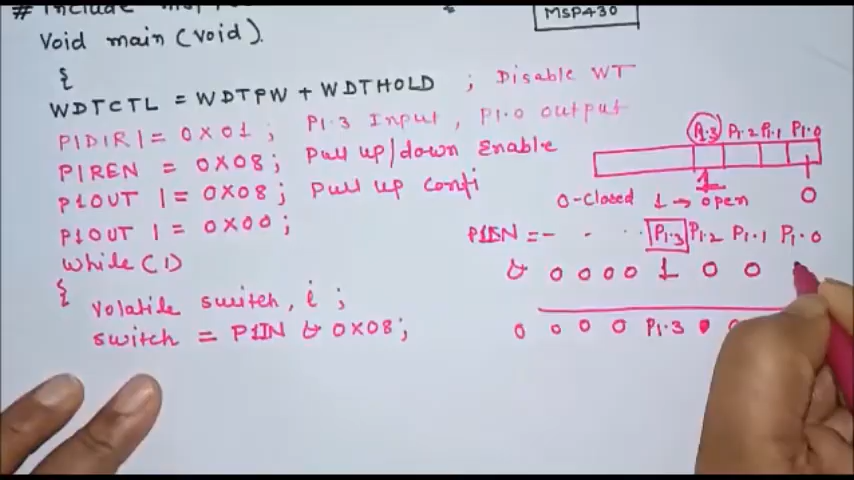 # include
MSP430
Void main (void)
{
WDTCTL = WDTPW + WDTHOLD ; Disable WT
P1DIR |= 0X01 ; P1.3 Input, P1.0 output
P1REN = 0X08 ; Pull up/down Enable
P1OUT |= 0X08 ; Pull up Confi
P1OUT |= 0X00 ;
while (1)
{
Volatile switch, i ;
switch = P1IN & 0X08 ;
P1.3 P1.2 P1.1 P1.0
1 0
0-Closed 1 → open
P1IN = - - .. P1.3 P1.2 P1.1 P1.0
& 0 0 0 0 1 0 0
0 0 0 0 P1.3